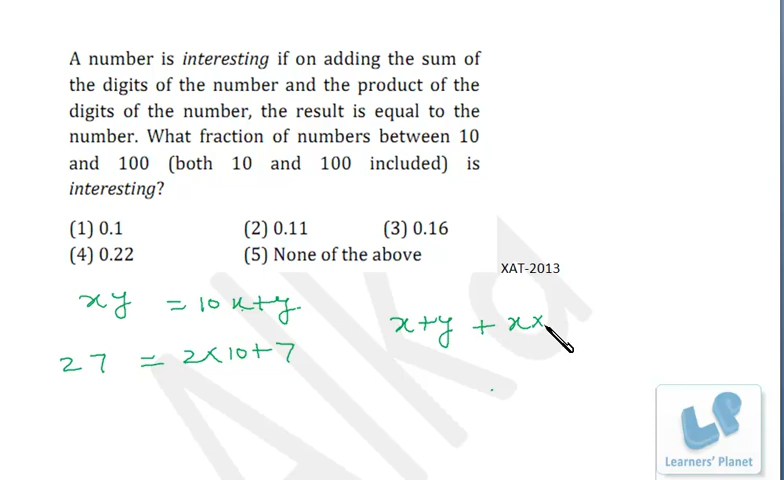 A number is interesting if on adding the sum of
the digits of the number and the product of the
digits of the number, the result is equal to the
number. What fraction of numbers between 10
and 100 (both 10 and 100 included) is
interesting?
(1) 0.1 (2) 0.11 (3) 0.16
(4) 0.22 (5) None of the above
XAT-2013
xy = 10x+y
x+y + x×
27 = 2×10+7
Alka
LP
Learners' Planet